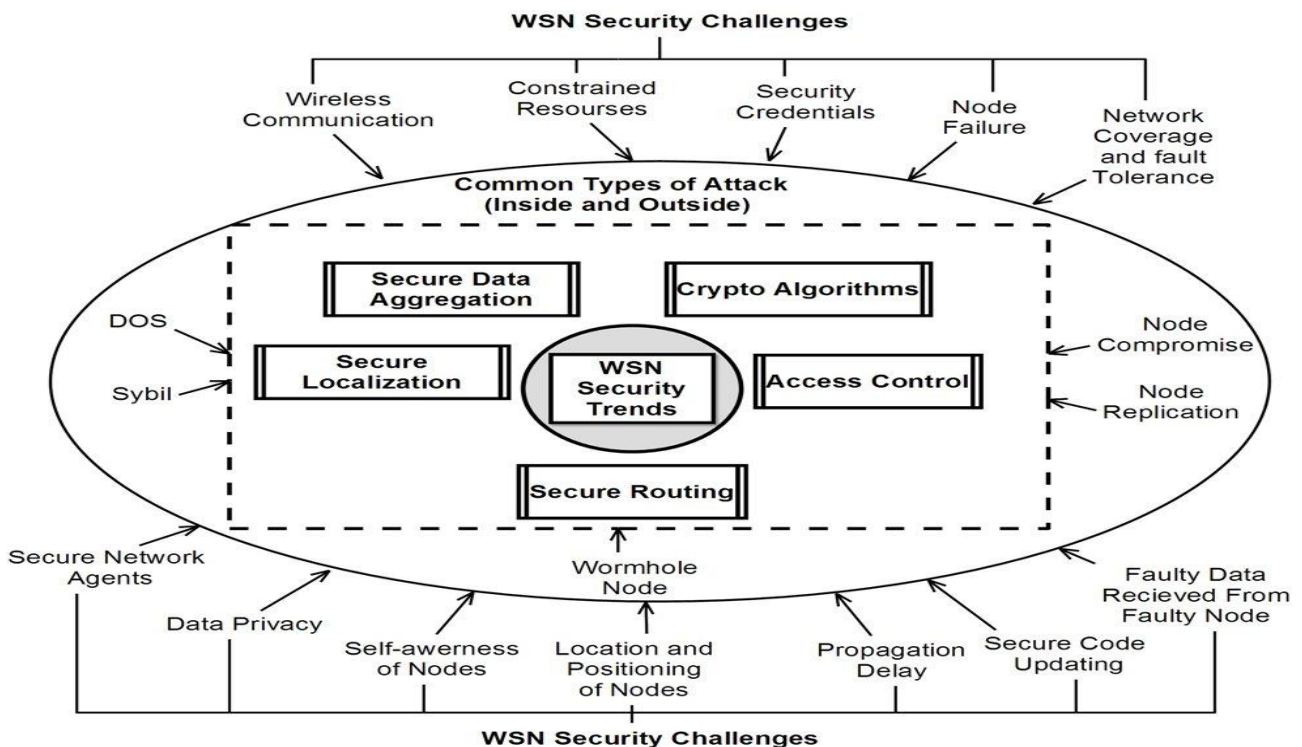 WSN Security Challenges
Wireless
Communication
Constrained
Resourses
Security
Credentials
Node
Failure
Network
Coverage
and fault
Tolerance
Common Types of Attack
(Inside and Outside)
Secure Data
Aggregation
Crypto Algorithms
DOS
Sybil
Secure
Localization
WSN
Security
Trends
Access Control
Node
Compromise
Node
Replication
Secure Routing
Wormhole
Node
Secure Network
Agents
Data Privacy
Self-awerness
of Nodes
Location and
Positioning
of Nodes
Propagation
Delay
Secure Code
Updating
Faulty Data
Recieved From
Faulty Node
WSN Security Challenges